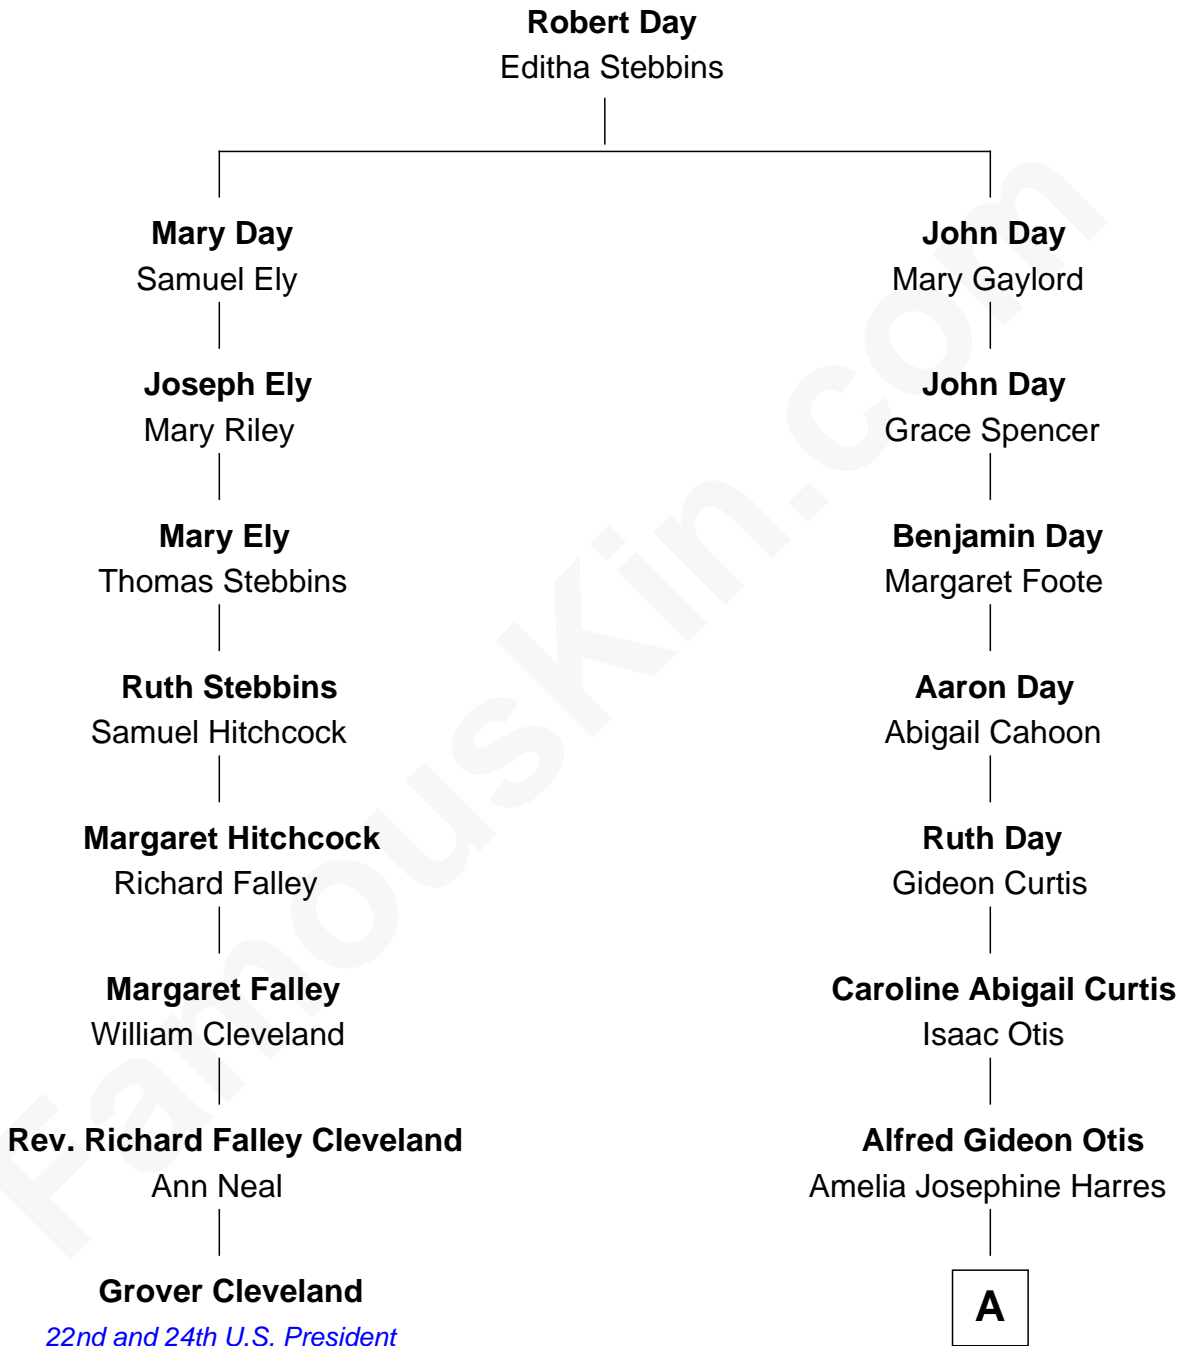 Robert Day
Editha Stebbins
Mary Day
Samuel Ely
John Day
Mary Gaylord
Joseph Ely
Mary Riley
John Day
Grace Spencer
Mary Ely
Thomas Stebbins
Benjamin Day
Margaret Foote
Ruth Stebbins
Samuel Hitchcock
Aaron Day
Abigail Cahoon
Margaret Hitchcock
Richard Falley
Ruth Day
Gideon Curtis
Margaret Falley
William Cleveland
Caroline Abigail Curtis
Isaac Otis
Rev. Richard Falley Cleveland
Ann Neal
Alfred Gideon Otis
Amelia Josephine Harres
Grover Cleveland
22nd and 24th U.S. President
A
FamousKin.com